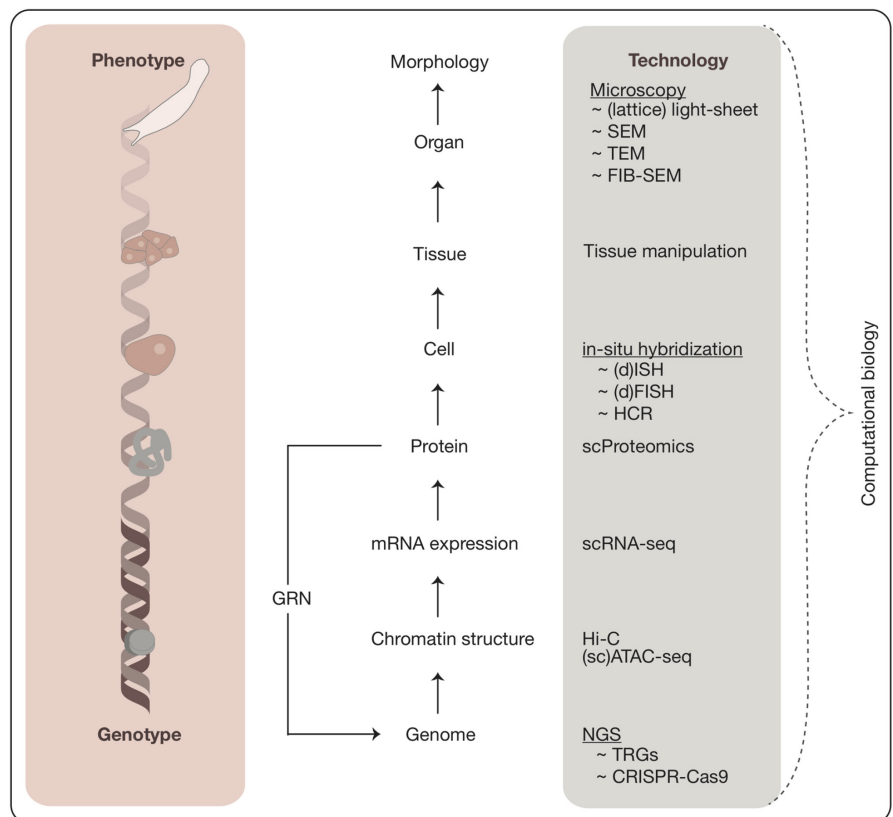 Phenotype
Genotype
Morphology
Organ
Tissue
Cell
Protein
mRNA expression
GRN
Chromatin structure
Genome
Technology
Microscopy
~ (lattice) light-sheet
~ SEM
~ TEM
~ FIB-SEM
Tissue manipulation
in-situ hybridization
~ (d)ISH
~ (d)FISH
~ HCR
scProteomics
scRNA-seq
Hi-C
(sc)ATAC-seq
NGS
~ TRGs
~ CRISPR-Cas9
Computational biology